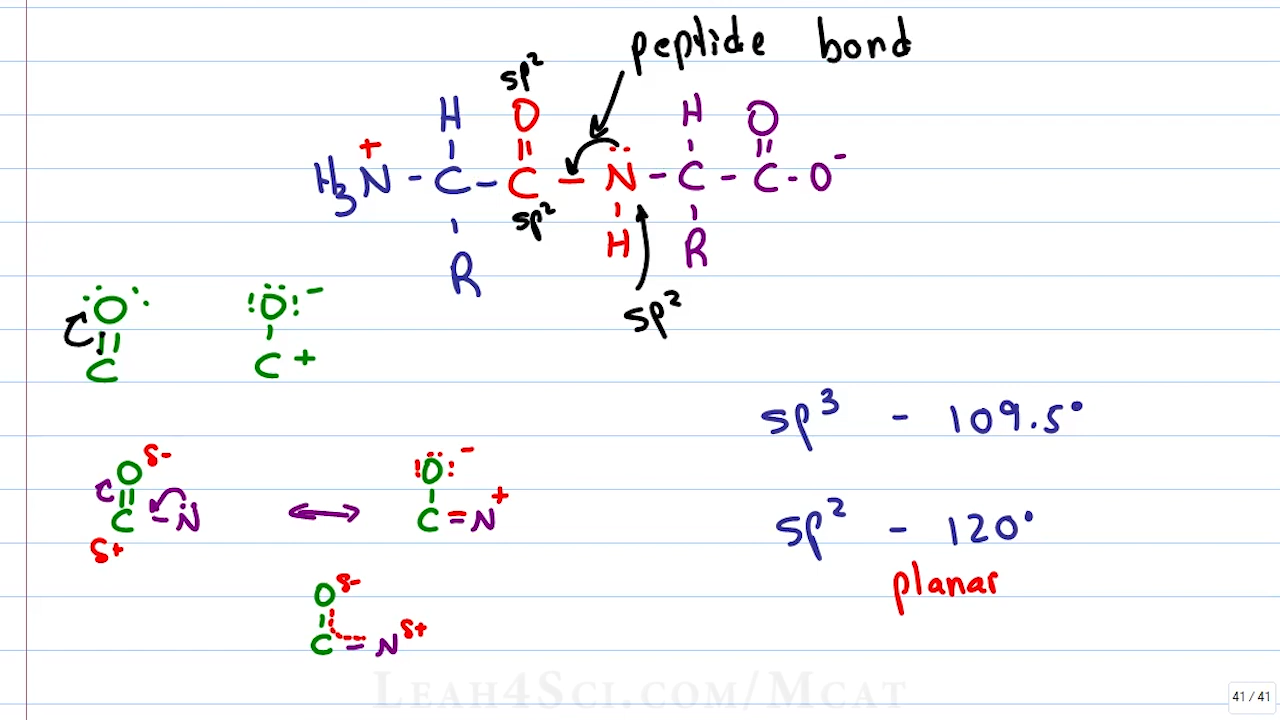 peptide bond
sp²
H O H O
+
H₃N - C - C - N̈ - C - C - O⁻
sp²
R H R
sp²
:Ö: :Ö:⁻
C C +
sp³ - 109.5°
O δ- :Ö:⁻
C - N̈ ⟷ C = N⁺
δ+
sp² - 120°
planar
O δ-
C = N δ+
Leah4Sci.com/Mcat
41 / 41